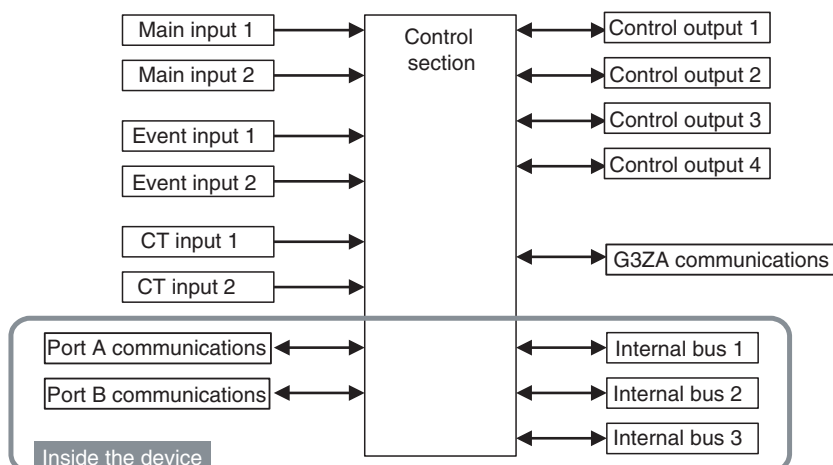 Main input 1
Main input 2
Event input 1
Event input 2
CT input 1
CT input 2
Port A communications
Port B communications
Inside the device
Control
section
Control output 1
Control output 2
Control output 3
Control output 4
G3ZA communications
Internal bus 1
Internal bus 2
Internal bus 3